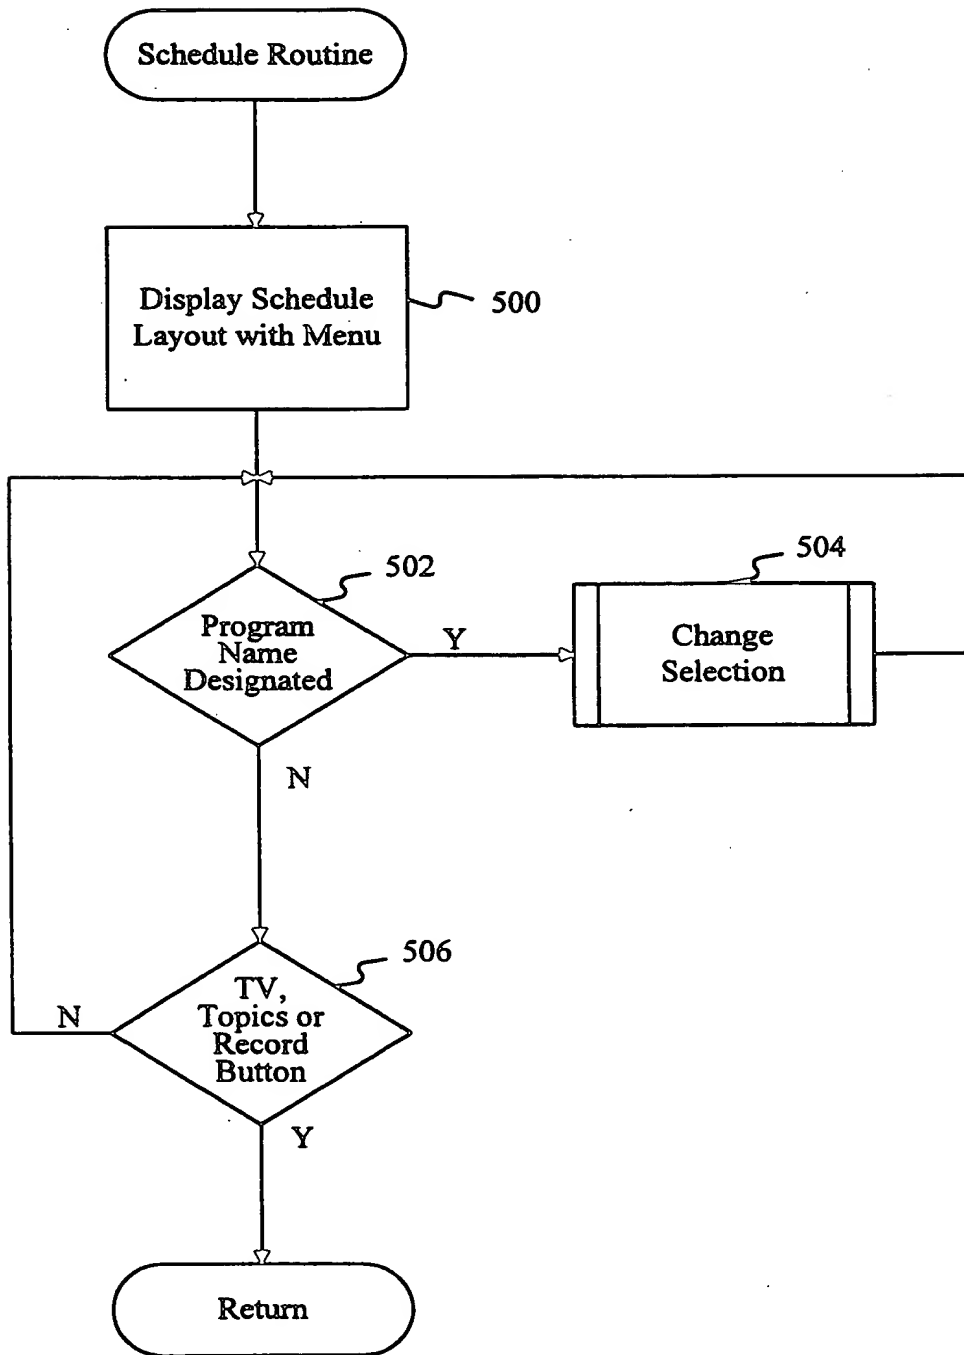 Schedule Routine
Display Schedule
Layout with Menu
500
502
504
Program
Name
Designated
Y
Change
Selection
N
506
TV,
Topics or
Record
Button
N
Y
Return